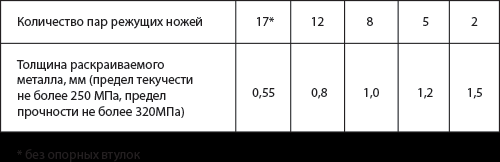 Количество пар режущих ножей 17* 12 8 5 2
Толщина раскраиваемого
металла, мм (предел текучести
не более 250 МПа, предел
прочности не более 320МПа)
0,55 0,8 1,0 1,2 1,5
* без опорных втулок